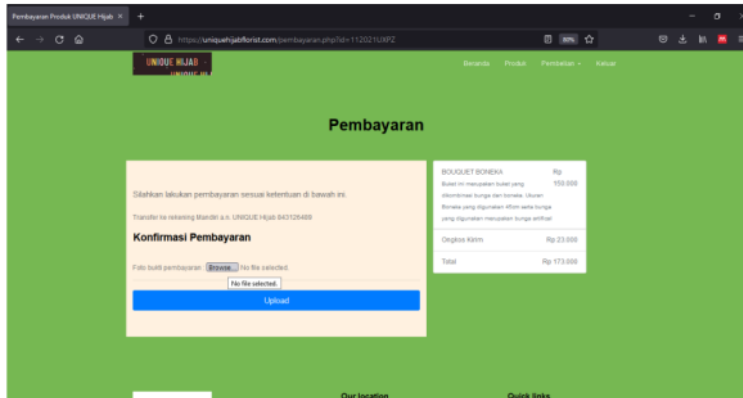 Pembayaran Produk UNIQUE Hijab
https://uniquehijabflorist.com/pembayaran.php?id=112021UXPZ
80%
UNIQUE HIJAB
Beranda Produk Pembelian Keluar
Pembayaran
Silahkan lakukan pembayaran sesuai ketentuan di bawah ini.
Transfer ke rekening Mandiri a.n. UNIQUE Hijab 843126489
Konfirmasi Pembayaran
Foto bukti pembayaran : Browse... No file selected.
No file selected.
Upload
BOUQUET BONEKA Rp 150.000
Buket ini merupakan buket yang
dikombinasi bunga dan boneka. Ukuran
Boneka yang digunakan 45cm serta bunga
yang digunakan merupakan bunga artifical
Ongkos Kirim Rp 23.000
Total Rp 173.000
Our location
Quick links